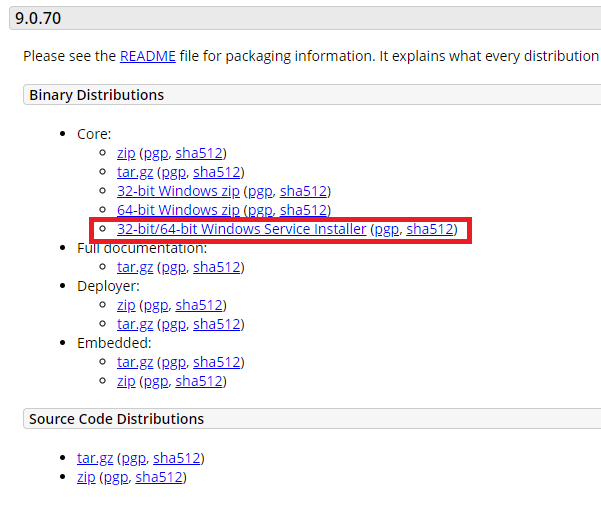 9.0.70
Please see the README file for packaging information. It explains what every distribution
Binary Distributions
Core:
zip (pgp, sha512)
tar.gz (pgp, sha512)
32-bit Windows zip (pgp, sha512)
64-bit Windows zip (pgp, sha512)
32-bit/64-bit Windows Service Installer (pgp, sha512)
Full documentation:
tar.gz (pgp, sha512)
Deployer:
zip (pgp, sha512)
tar.gz (pgp, sha512)
Embedded:
tar.gz (pgp, sha512)
zip (pgp, sha512)
Source Code Distributions
tar.gz (pgp, sha512)
zip (pgp, sha512)